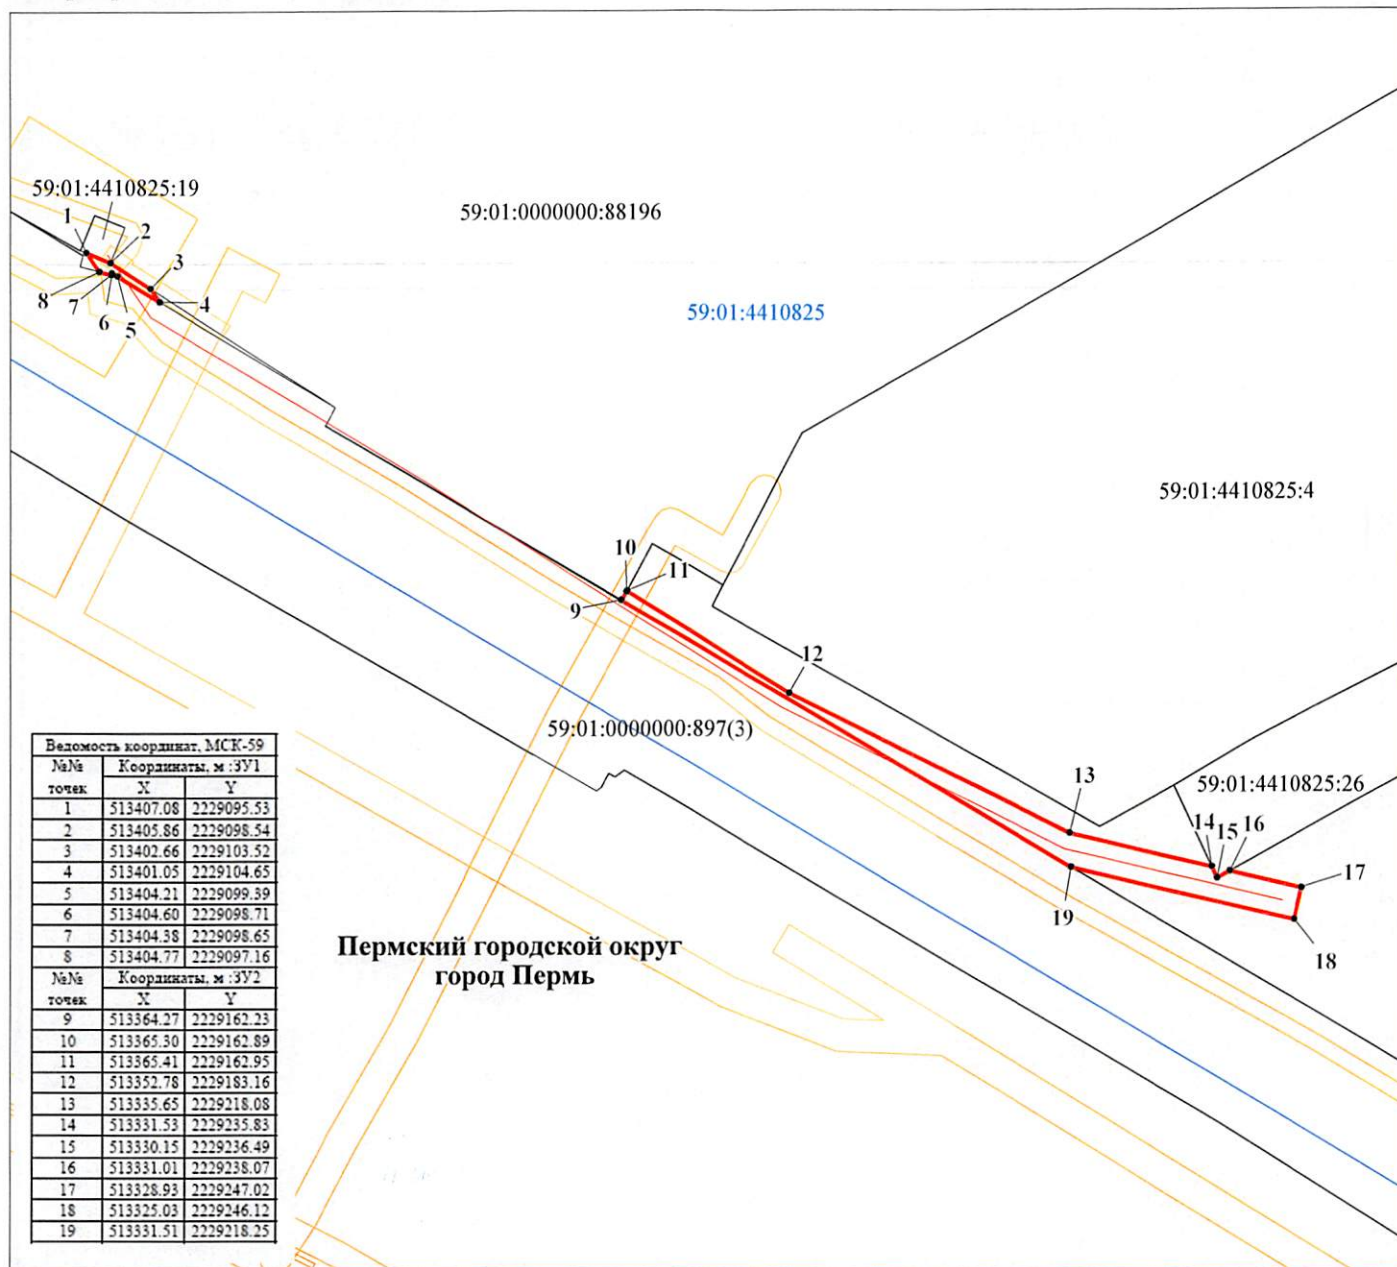 59:01:4410825:19
59:01:0000000:88196
1
2
3
4
8
7
6
5
59:01:4410825
59:01:4410825:4
10
11
9
12
59:01:0000000:897(3)
13
59:01:4410825:26
14
15
16
17
19
18
Пермский городской округ
город Пермь
Ведомость координат, МСК-59
№№ точек Координаты, м :ЗУ1
X Y
1 513407.08 2229095.53
2 513405.86 2229098.54
3 513402.66 2229103.52
4 513401.05 2229104.65
5 513404.21 2229099.39
6 513404.60 2229098.71
7 513404.38 2229098.65
8 513404.77 2229097.16
№№ точек Координаты, м :ЗУ2
X Y
9 513364.27 2229162.23
10 513365.30 2229162.89
11 513365.41 2229162.95
12 513352.78 2229183.16
13 513335.65 2229218.08
14 513331.53 2229235.83
15 513330.15 2229236.49
16 513331.01 2229238.07
17 513328.93 2229247.02
18 513325.03 2229246.12
19 513331.51 2229218.25